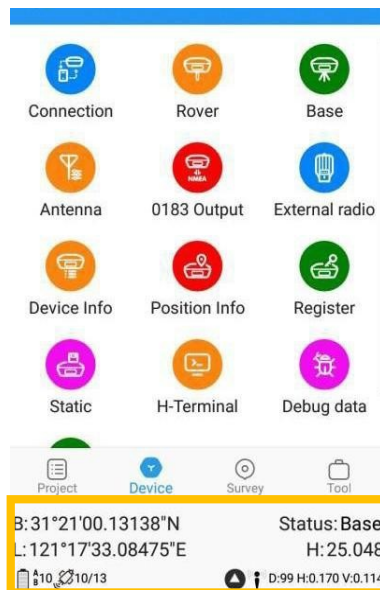 Connection Rover Base
NMEA
Antenna 0183 Output External radio
Device Info Position Info Register
Static H-Terminal Debug data
Project Device Survey Tool
B:31°21'00.13138"N Status: Base
L:121°17'33.08475"E H:25.048
A10 B 10/13 D:99 H:0.170 V:0.114